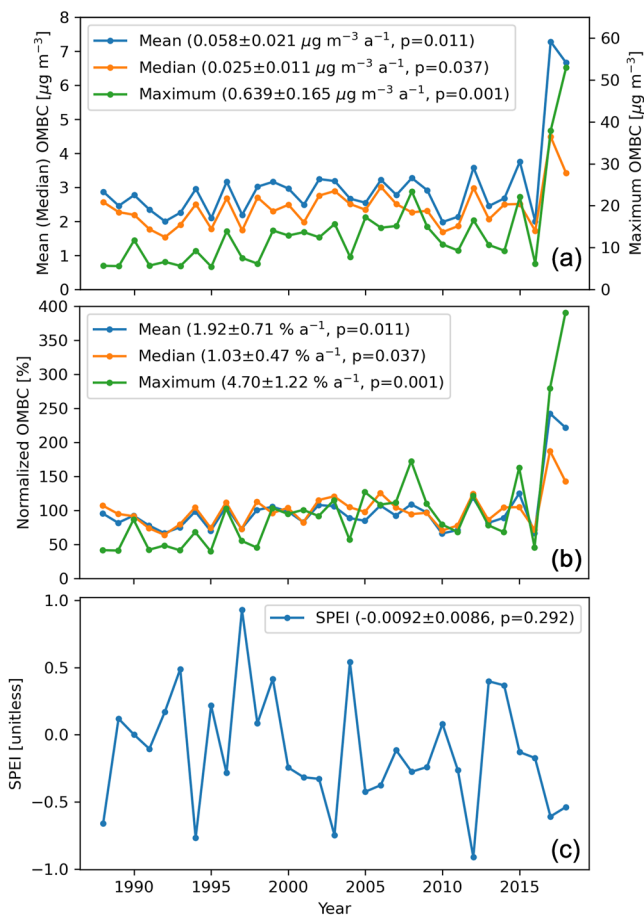 8
7
6
5
4
3
2
1
0
Mean (Median) OMBC [μg m⁻³]
Mean (0.058±0.021 μg m⁻³ a⁻¹, p=0.011)
Median (0.025±0.011 μg m⁻³ a⁻¹, p=0.037)
Maximum (0.639±0.165 μg m⁻³ a⁻¹, p=0.001)
(a)
60
50
40
30
20
10
0
Maximum OMBC [μg m⁻³]
400
350
300
250
200
150
100
50
0
Normalized OMBC [%]
Mean (1.92±0.71 % a⁻¹, p=0.011)
Median (1.03±0.47 % a⁻¹, p=0.037)
Maximum (4.70±1.22 % a⁻¹, p=0.001)
(b)
1.0
0.5
0.0
−0.5
−1.0
SPEI [unitless]
SPEI (-0.0092±0.0086, p=0.292)
(c)
1990 1995 2000 2005 2010 2015
Year